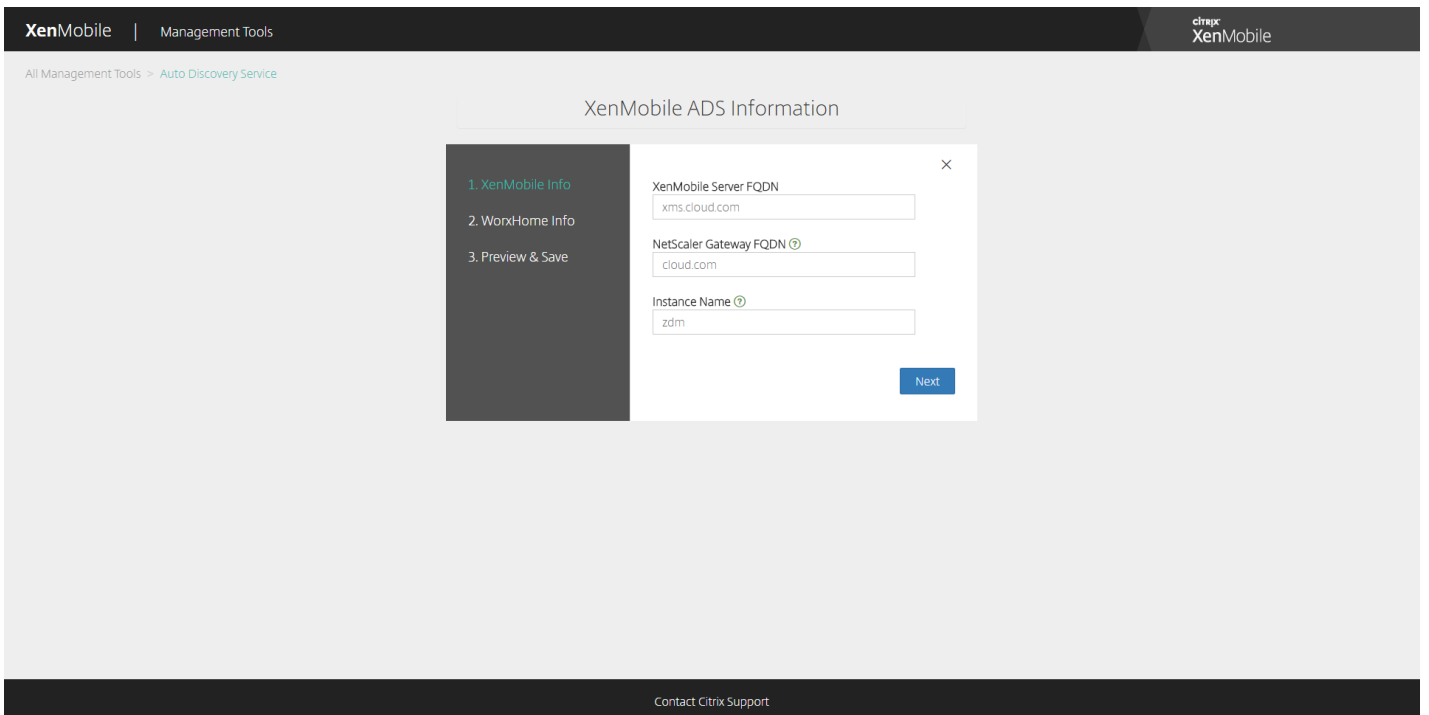 XenMobile | Management Tools
citrix
XenMobile
All Management Tools > Auto Discovery Service
XenMobile ADS Information
1. XenMobile Info
2. WorxHome Info
3. Preview & Save
XenMobile Server FQDN
xms.cloud.com
NetScaler Gateway FQDN ?
cloud.com
Instance Name ?
zdm
Next
Contact Citrix Support